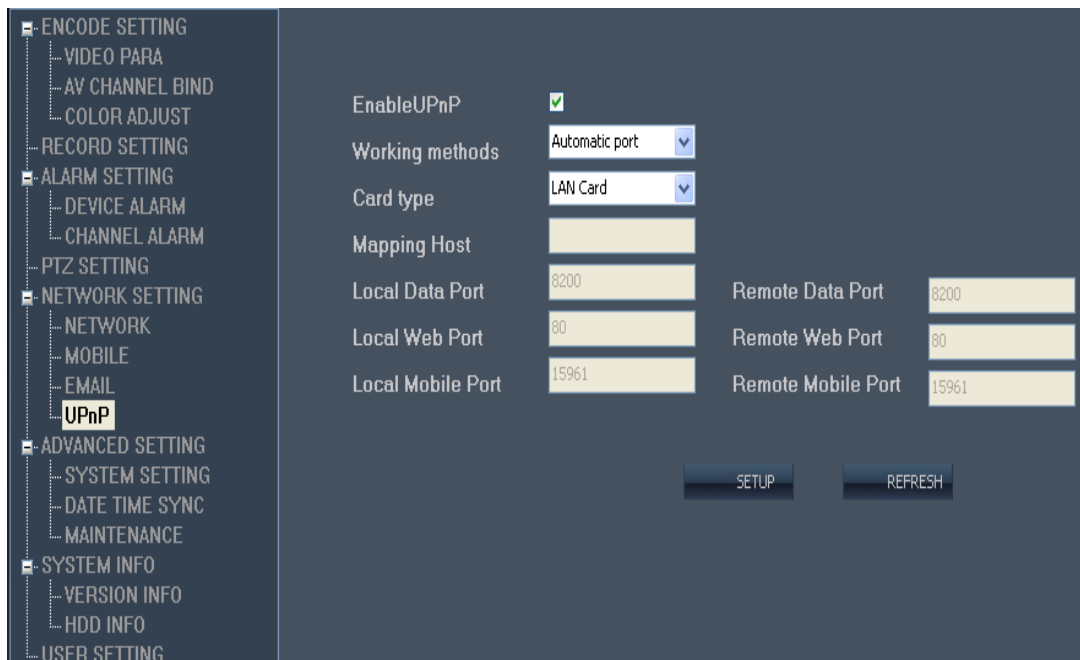 ENCODE SETTING
VIDEO PARA
AV CHANNEL BIND
COLOR ADJUST
RECORD SETTING
ALARM SETTING
DEVICE ALARM
CHANNEL ALARM
PTZ SETTING
NETWORK SETTING
NETWORK
MOBILE
EMAIL
UPnP
ADVANCED SETTING
SYSTEM SETTING
DATE TIME SYNC
MAINTENANCE
SYSTEM INFO
VERSION INFO
HDD INFO
USER SETTING
EnableUPnP
Working methods Automatic port
Card type LAN Card
Mapping Host
Local Data Port 8200 Remote Data Port 8200
Local Web Port 80 Remote Web Port 80
Local Mobile Port 15961 Remote Mobile Port 15961
SETUP REFRESH